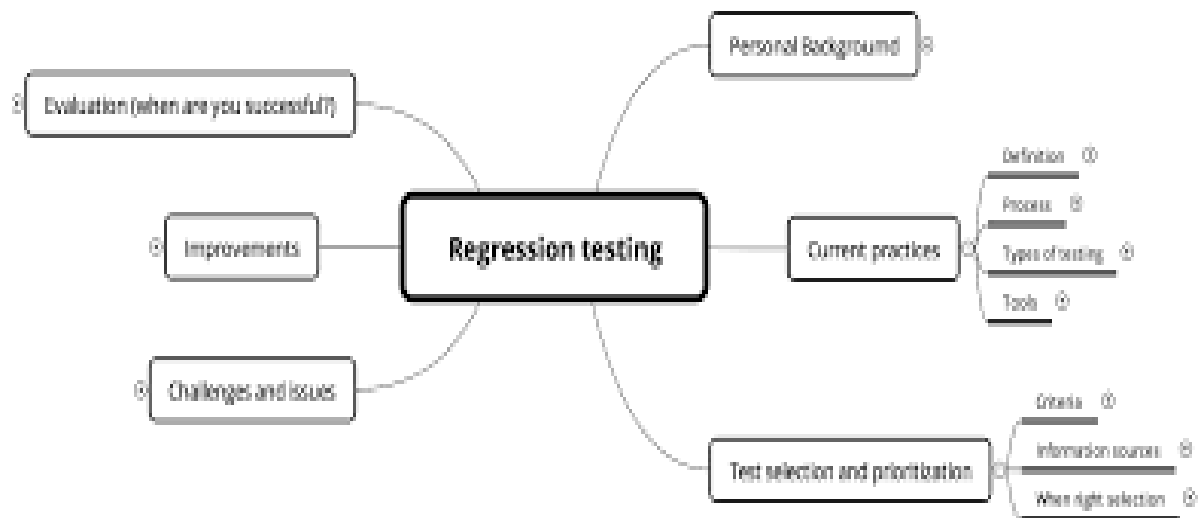 Personal Background
Evaluation (when are you successful?)
Definition
Process
Regression testing
Improvements
Current practices
Types of testing
Tools
Challenges and issues
Criteria
Test selection and prioritization
Information sources
When right selection